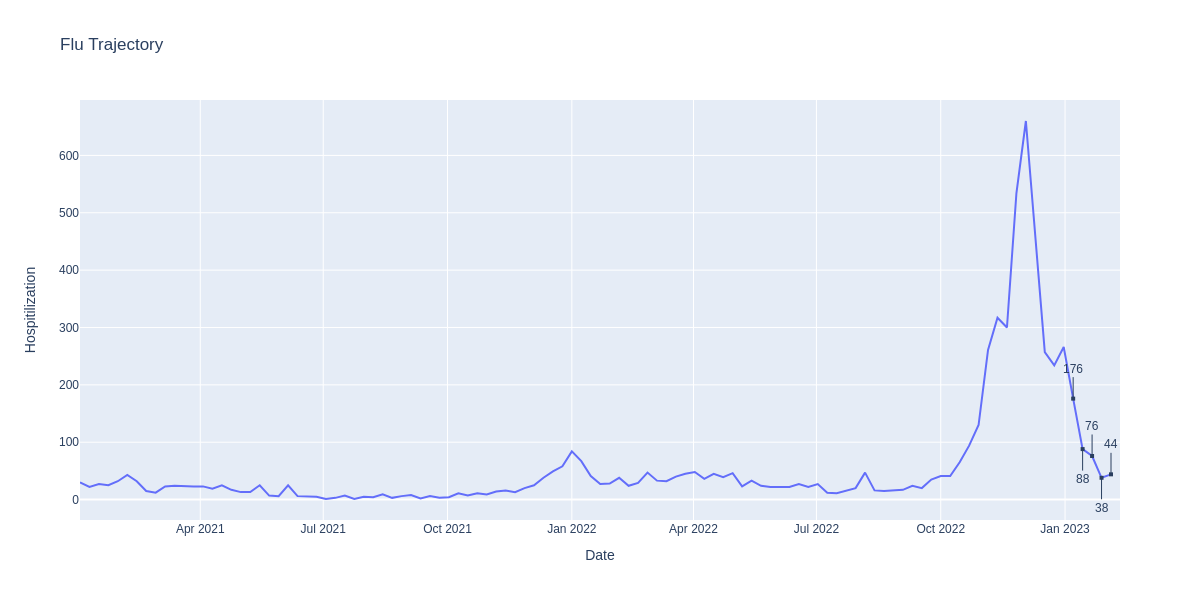 Flu Trajectory
Hospitilization
600
500
400
300
200
100
0
176
88
76
38
44
Apr 2021
Jul 2021
Oct 2021
Jan 2022
Apr 2022
Jul 2022
Oct 2022
Jan 2023
Date